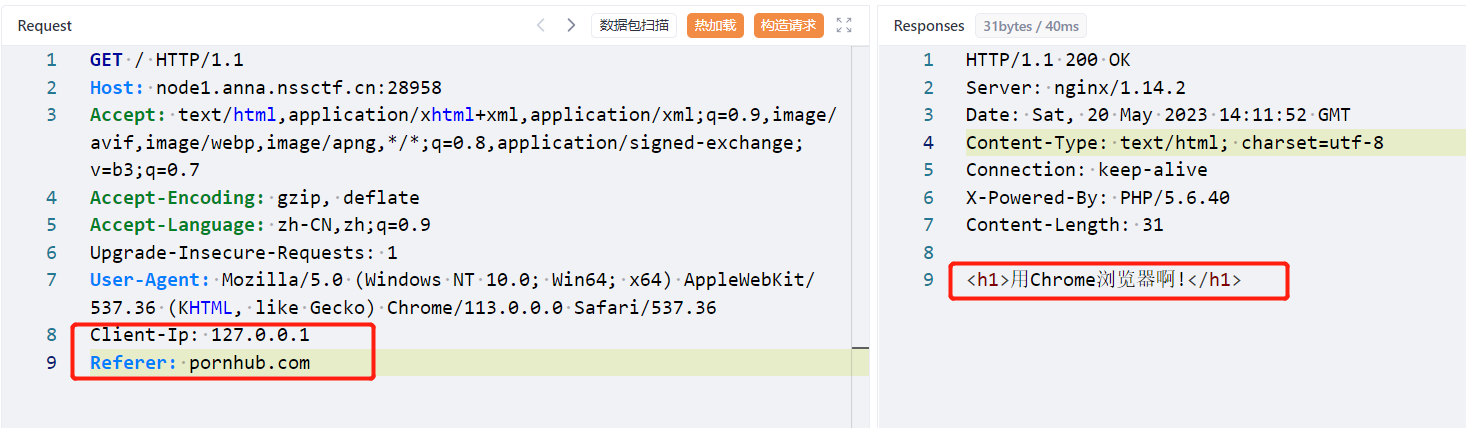 Request
数据包扫描
热加载
构造请求
1 GET / HTTP/1.1
2 Host: node1.anna.nssctf.cn:28958
3 Accept: text/html,application/xhtml+xml,application/xml;q=0.9,image/
avif,image/webp,image/apng,*/*;q=0.8,application/signed-exchange;
v=b3;q=0.7
4 Accept-Encoding: gzip, deflate
5 Accept-Language: zh-CN,zh;q=0.9
6 Upgrade-Insecure-Requests: 1
7 User-Agent: Mozilla/5.0 (Windows NT 10.0; Win64; x64) AppleWebKit/
537.36 (KHTML, like Gecko) Chrome/113.0.0.0 Safari/537.36
8 Client-Ip: 127.0.0.1
9 Referer: pornhub.com
Responses
31bytes / 40ms
1 HTTP/1.1 200 OK
2 Server: nginx/1.14.2
3 Date: Sat, 20 May 2023 14:11:52 GMT
4 Content-Type: text/html; charset=utf-8
5 Connection: keep-alive
6 X-Powered-By: PHP/5.6.40
7 Content-Length: 31
8
9 <h1>用Chrome浏览器啊!</h1>